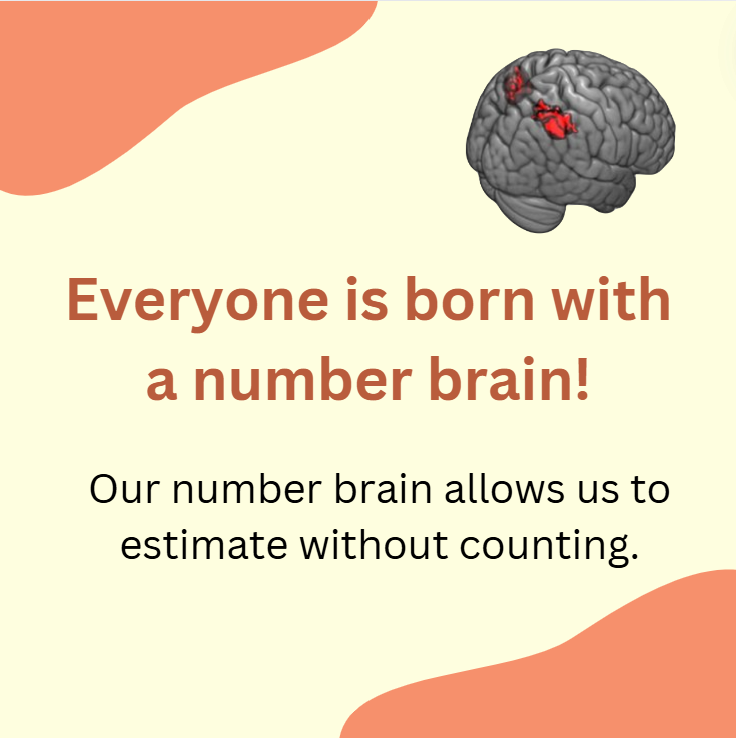 Everyone is born with
a number brain!
Our number brain allows us to
estimate without counting.